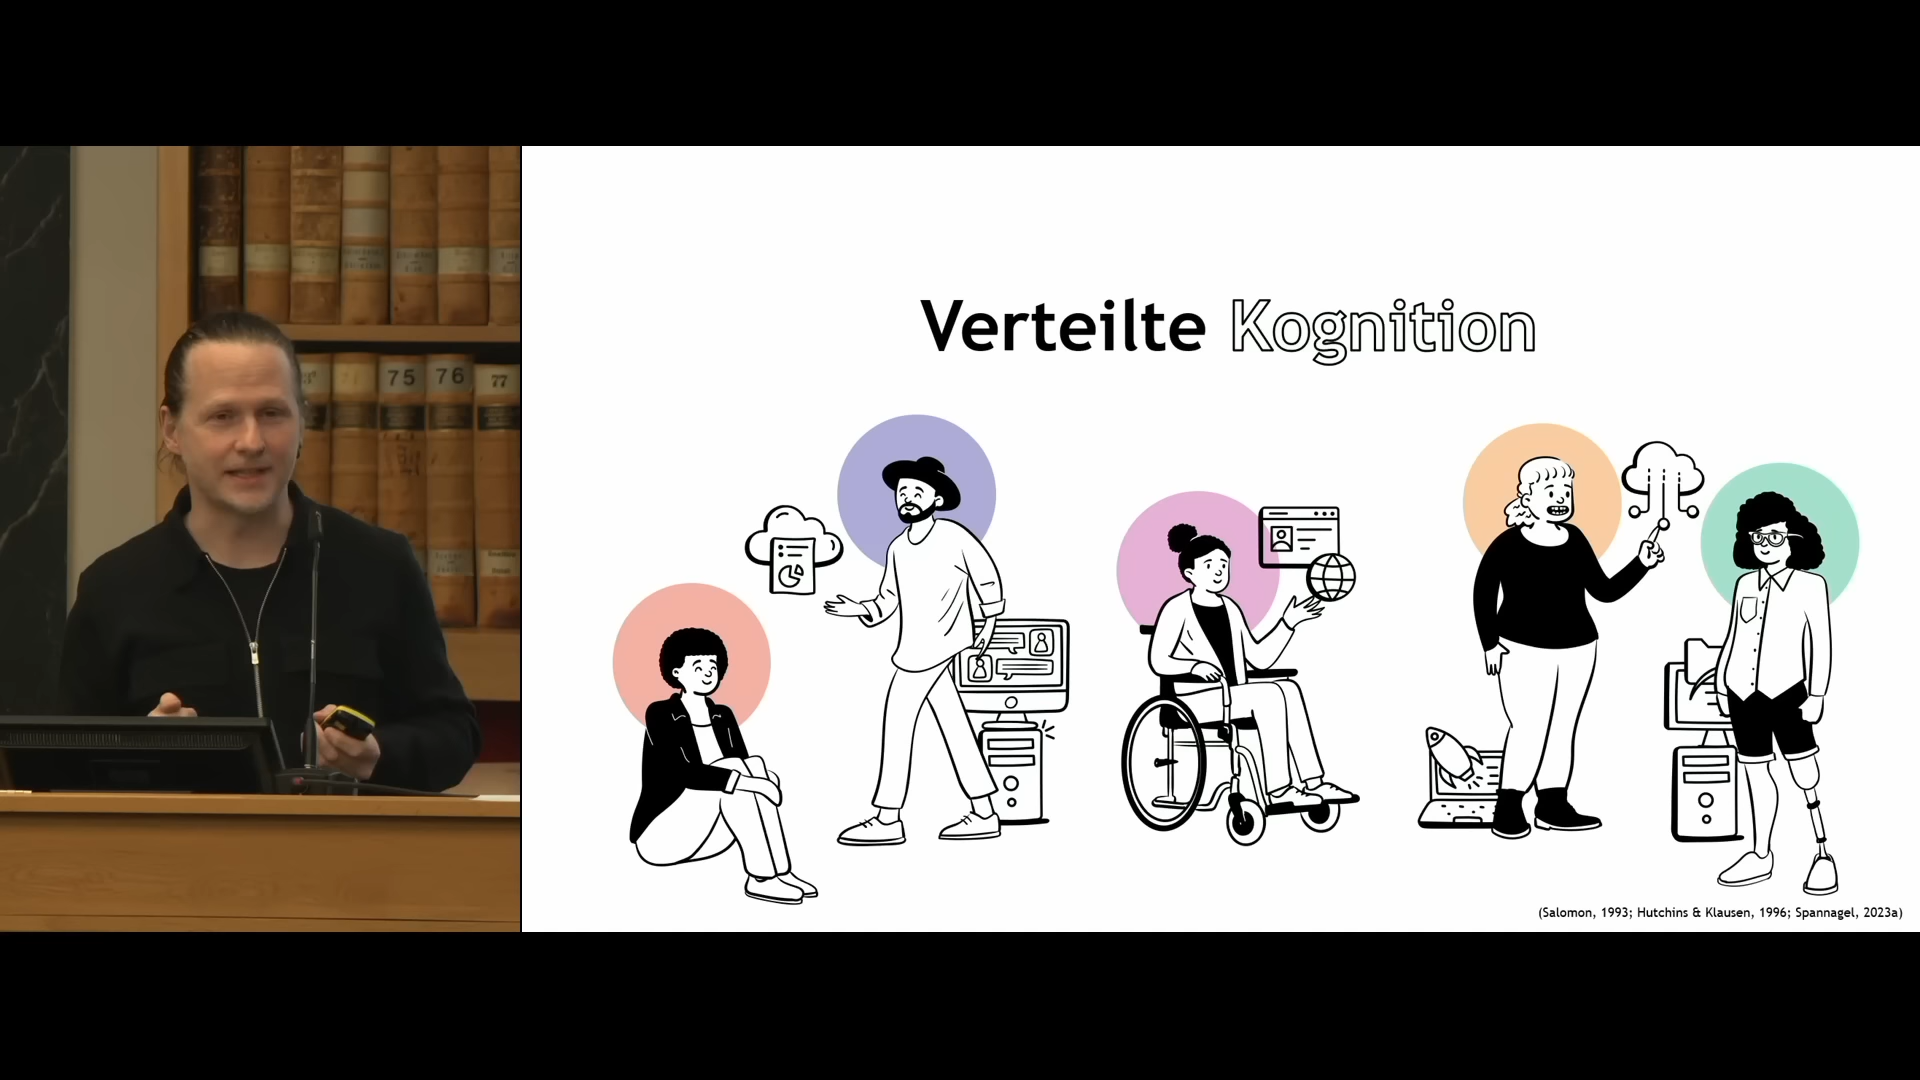 75
76
77
Verteilte Kognition
(Salomon, 1993; Hutchins & Klausen, 1996; Spannagel, 2023a)